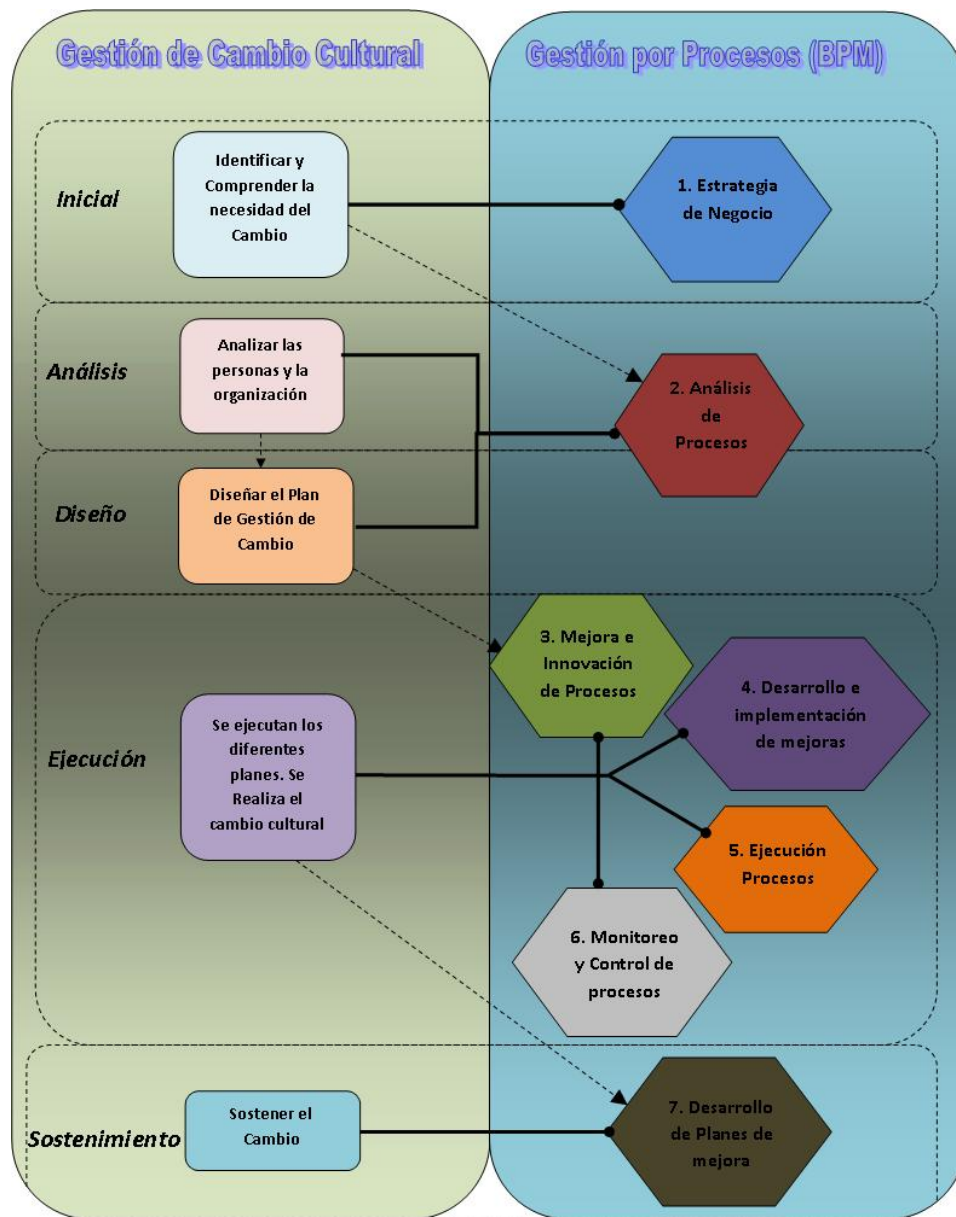 Gestión de Cambio Cultural
Gestión por Procesos (BPM)
Inicial
Identificar y
Comprender la
necesidad del
Cambio
1. Estrategia
de Negocio
Análisis
Analizar las
personas y la
organización
2. Análisis
de
Procesos
Diseño
Diseñar el Plan
de Gestión de
Cambio
3. Mejora e
Innovación
de Procesos
4. Desarrollo e
implementación
de mejoras
Ejecución
Se ejecutan los
diferentes
planes. Se
Realiza el
cambio cultural
5. Ejecución
Procesos
6. Monitoreo
y Control de
procesos
Sostenimiento
Sostener el
Cambio
7. Desarrollo
de Planes de
mejora